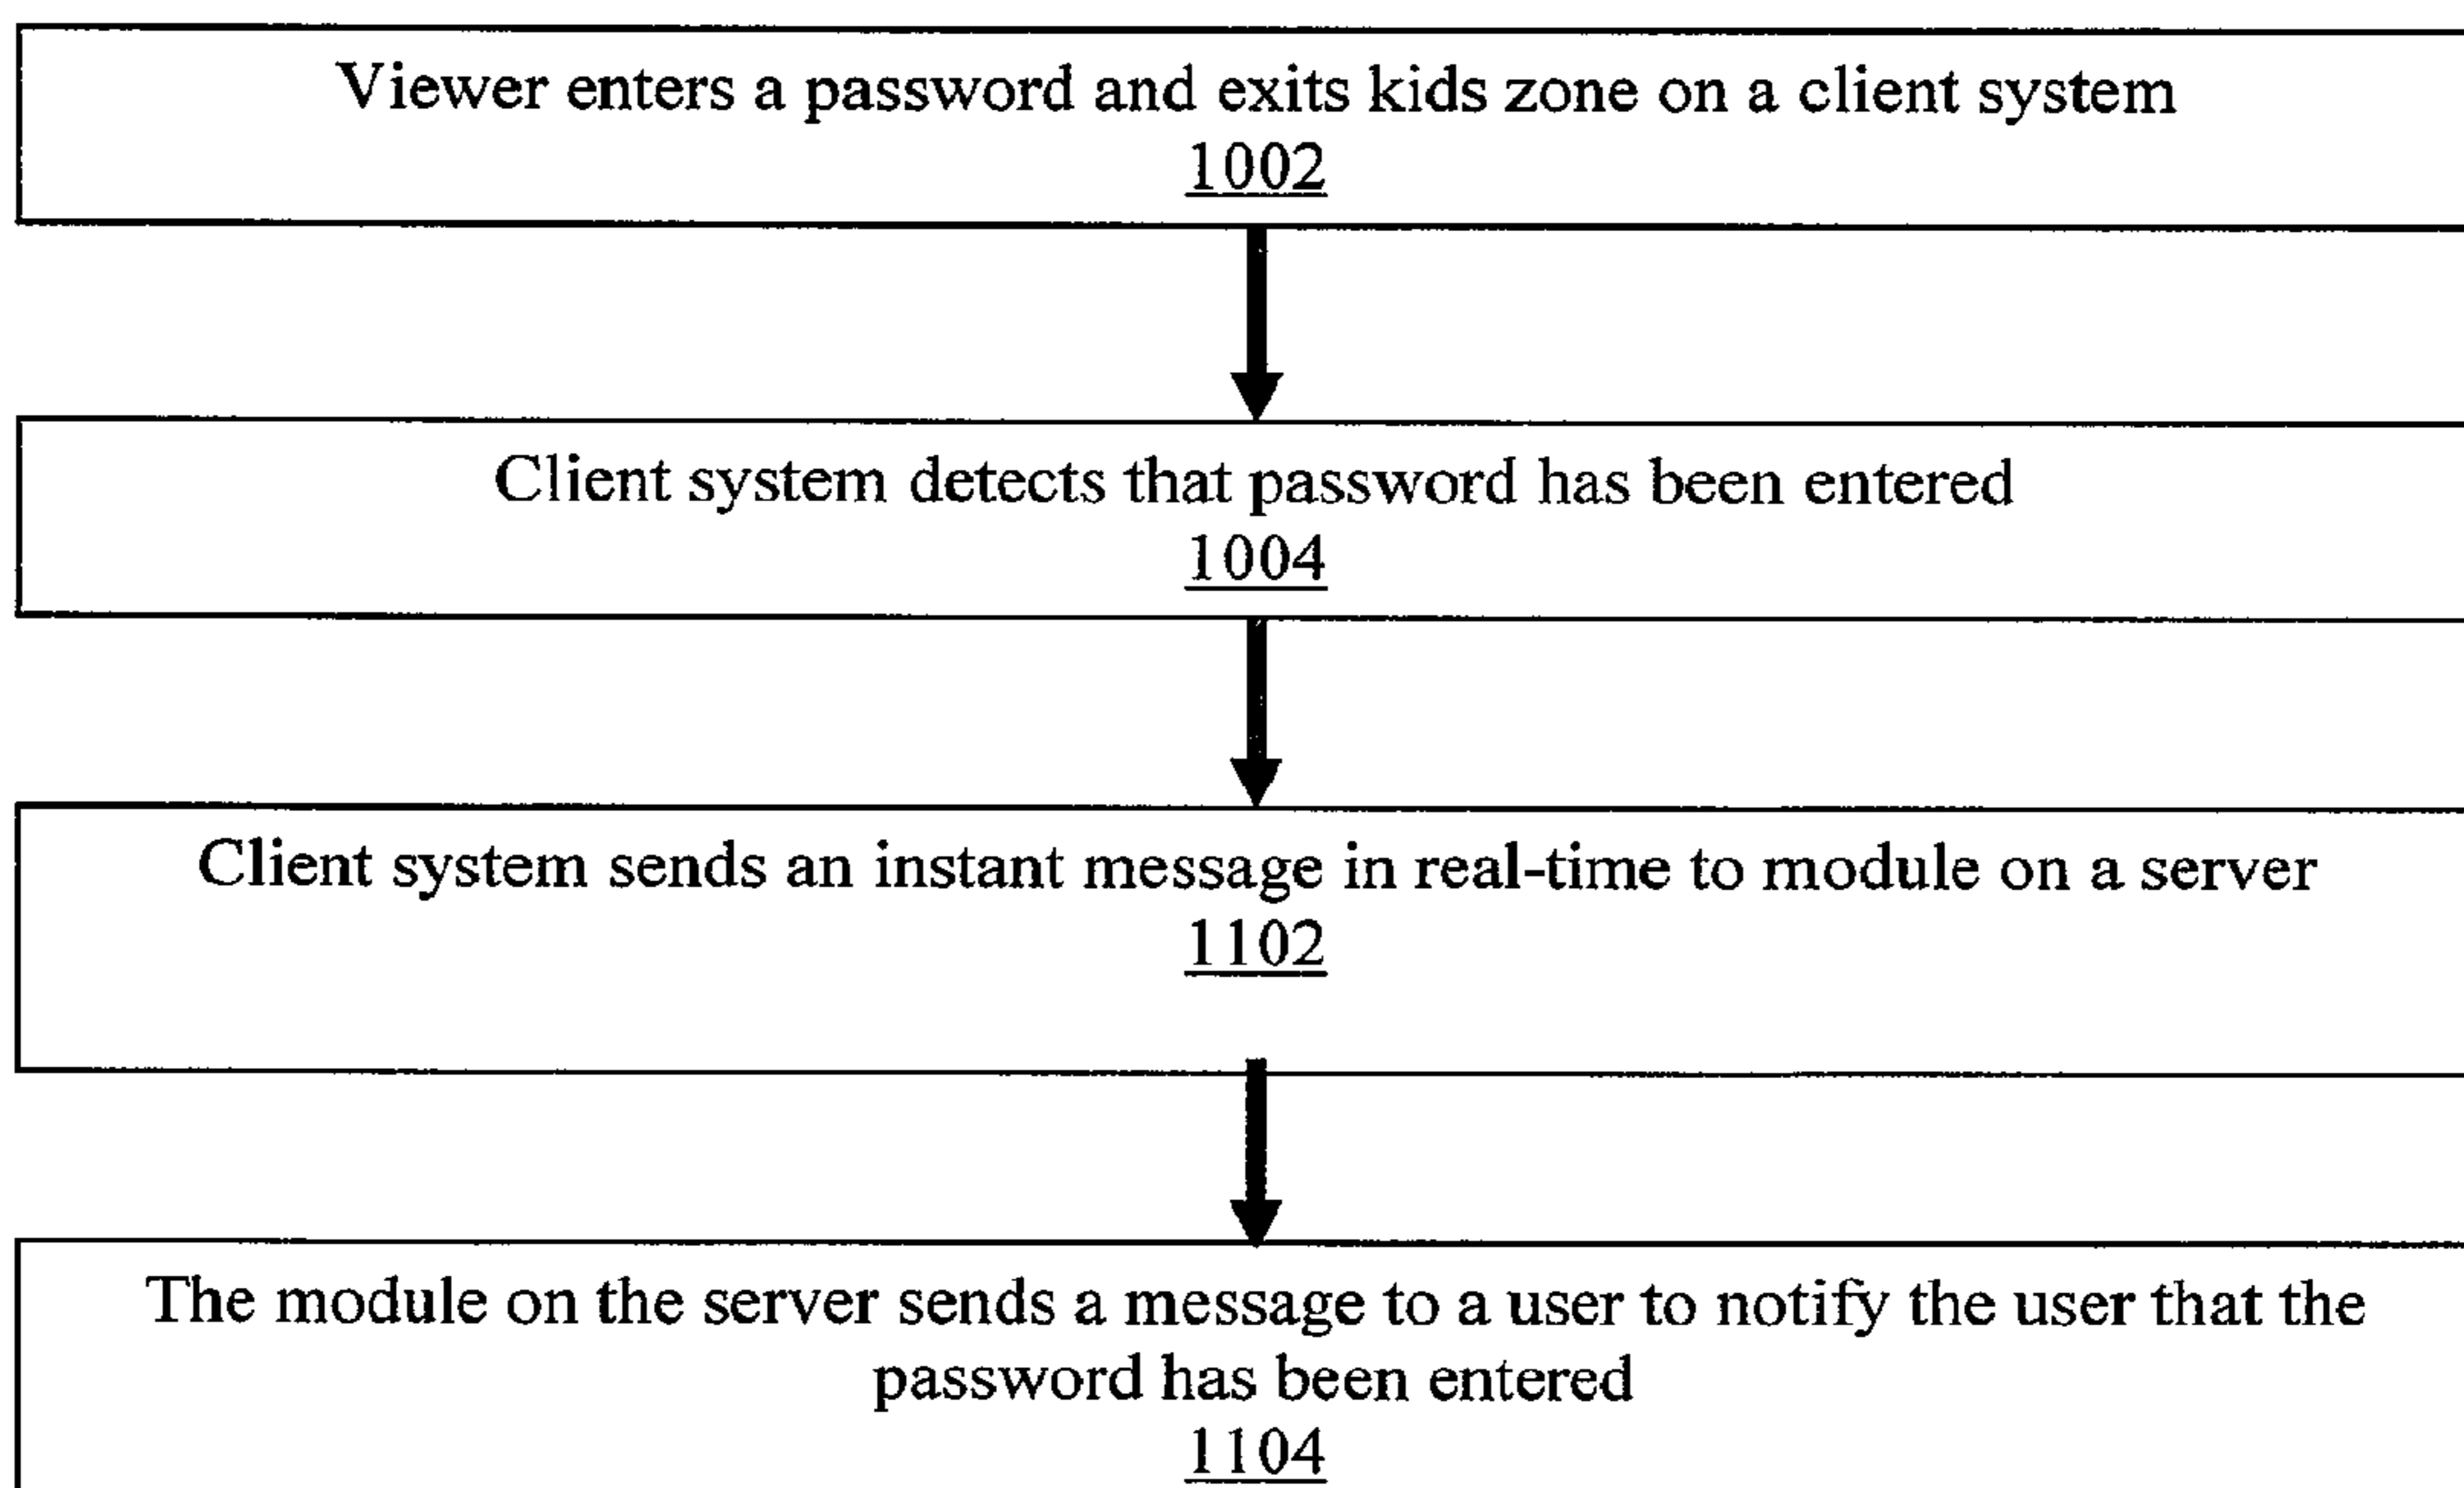 Viewer enters a password and exits kids zone on a client system
1002
Client system detects that password has been entered
1004
Client system sends an instant message in real-time to module on a server
1102
The module on the server sends a message to a user to notify the user that the
password has been entered
1104